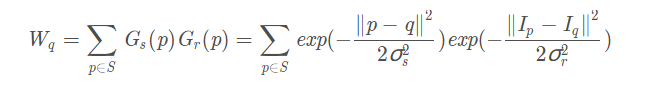 $W_q = \sum_{p \in S} G_s(p) G_r(p) = \sum_{p \in S} exp(-\frac{\|p-q\|^2}{2\sigma_s^2}) exp(-\frac{\|I_p - I_q\|^2}{2\sigma_r^2})$